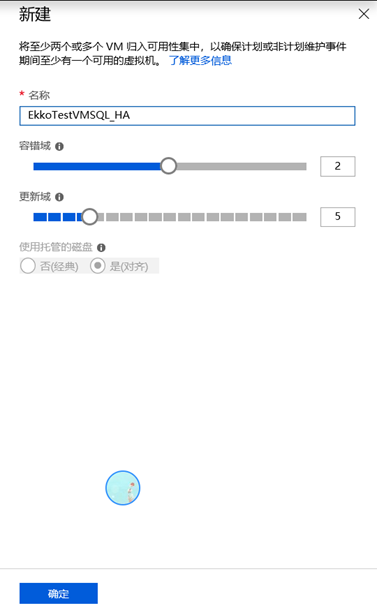 新建
将至少两个或多个 VM 归入可用性集中，以确保计划或非计划维护事件
期间至少有一个可用的虚拟机。 了解更多信息
* 名称
EkkoTestVMSQL_HA
容错域
2
更新域
5
使用托管的磁盘
否(经典) 是(对齐)
确定